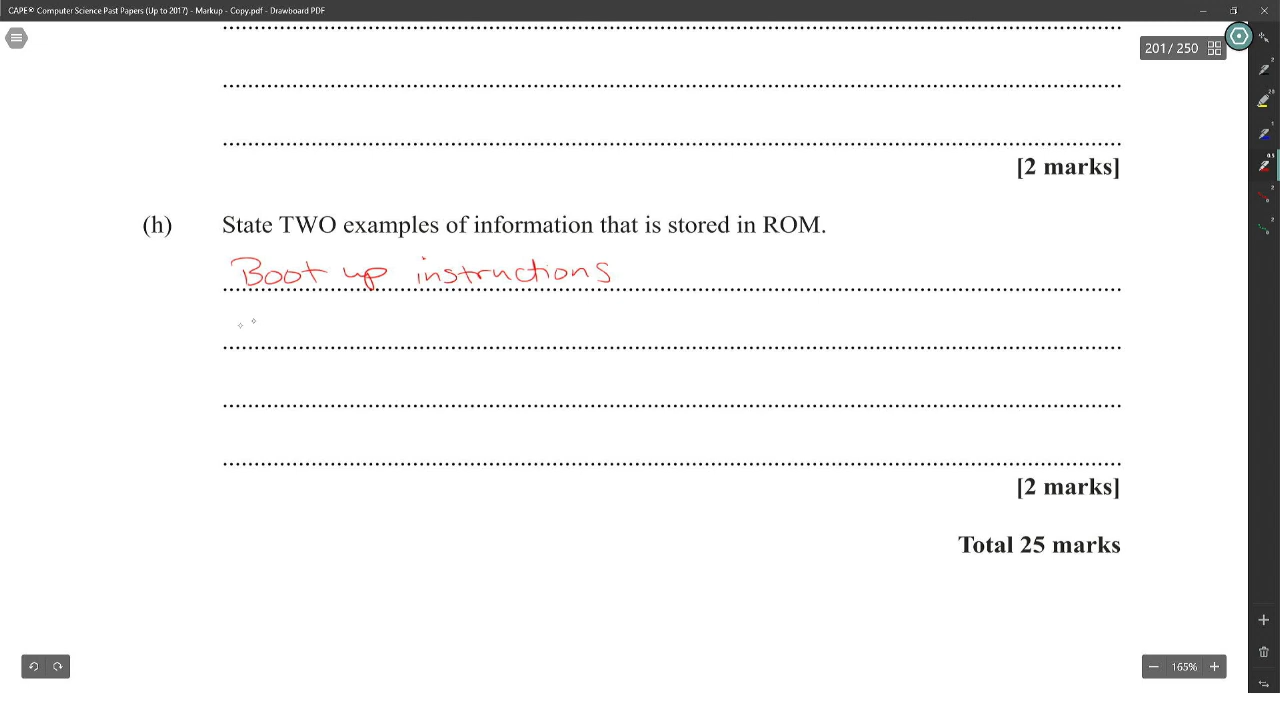 CAPE® Computer Science Past Papers (Up to 2017) - Markup - Copy.pdf - Drawboard PDF
201 / 250
[2 marks]
(h) State TWO examples of information that is stored in ROM.
Boot up instructions
[2 marks]
Total 25 marks
165%